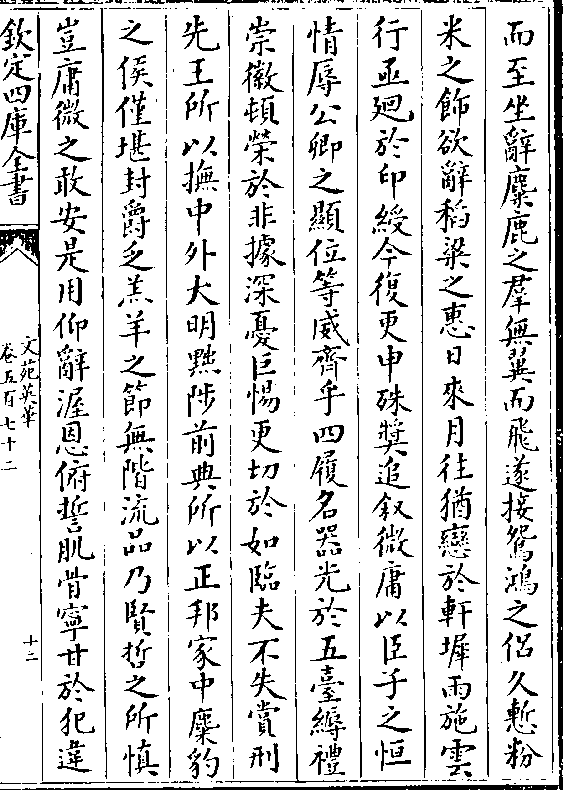 而至坐辭麋鹿之羣無翼而飛遂接鴛鴻之侣久慙粉
米之飾欲辭稻粱之惠日來月往猶戀於軒墀雨施雲
行亟廻於印綬今復更申殊奬追叙微庸以臣子之恒
情辱公卿之顯位等威齊乎四履名器光於五臺縟禮
崇徽頓榮於非據深憂巨惕更切於如臨夫不失賞刑
先王所以撫中外大明黜陟前典所以正邦家中麋豹
之侯僅堪封爵乏羔羊之節無階流品乃賢哲之所慎
豈庸微之敢安是用仰辭渥恩俯誓肌骨寧甘於犯違
欽定四庫全書
文苑英華
卷五百七十二
十二